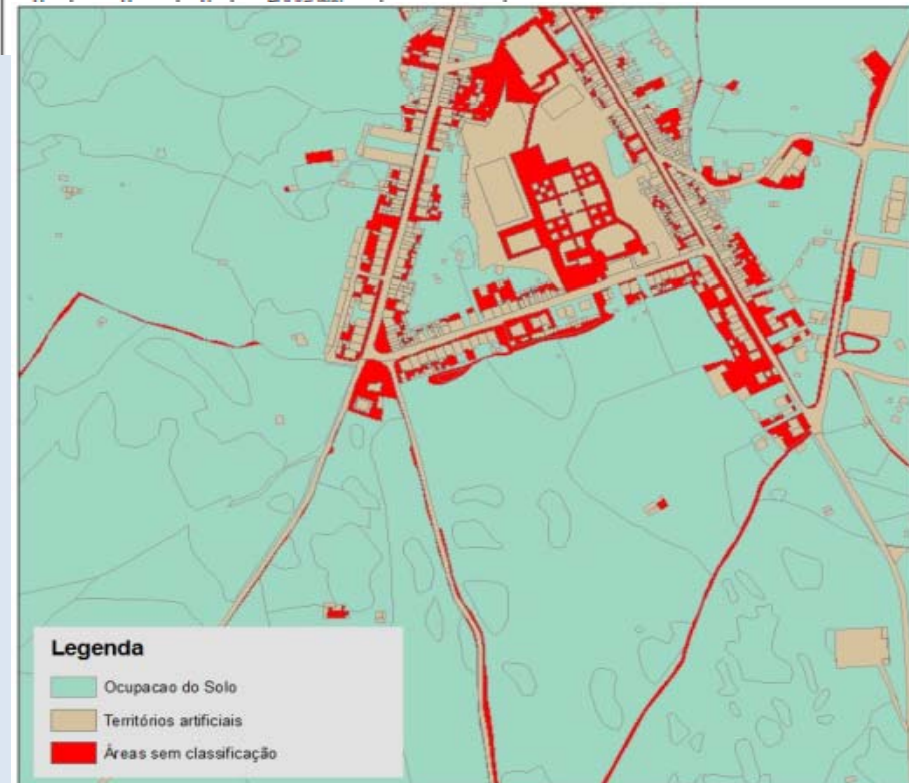 Legenda
Ocupacao do Solo
Territórios artificiais
Áreas sem classificação